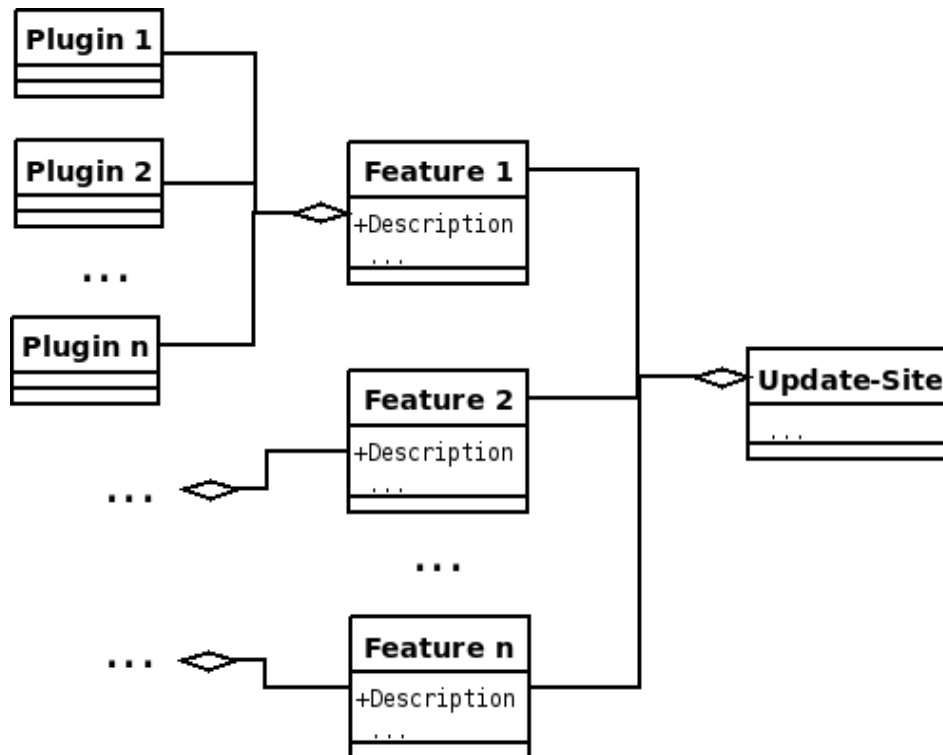 Plugin 1
Plugin 2
...
Plugin n
Feature 1
+Description
...
Feature 2
+Description
...
...
...
Feature n
+Description
...
...
Update-Site
...